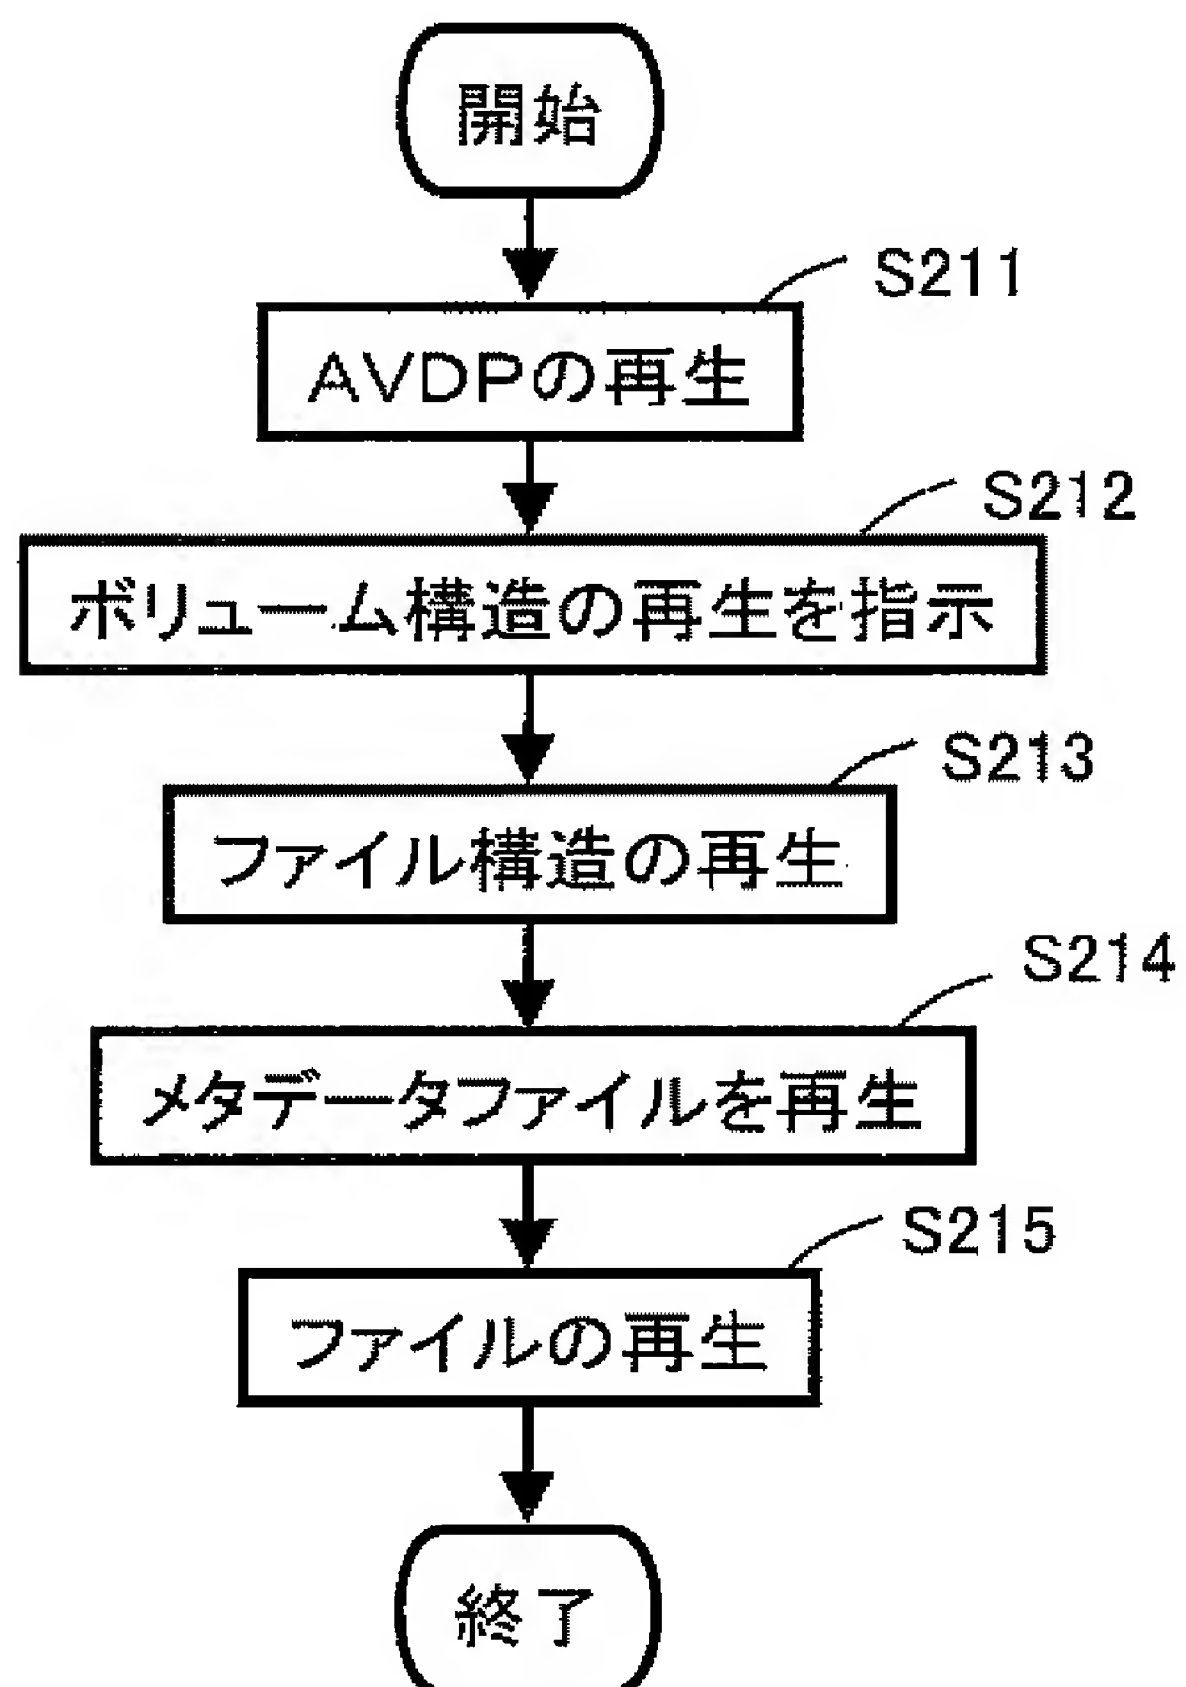 開始
S211
AVDPの再生
S212
ボリューム構造の再生を指示
S213
ファイル構造の再生
S214
メタデータファイルを再生
S215
ファイルの再生
終了